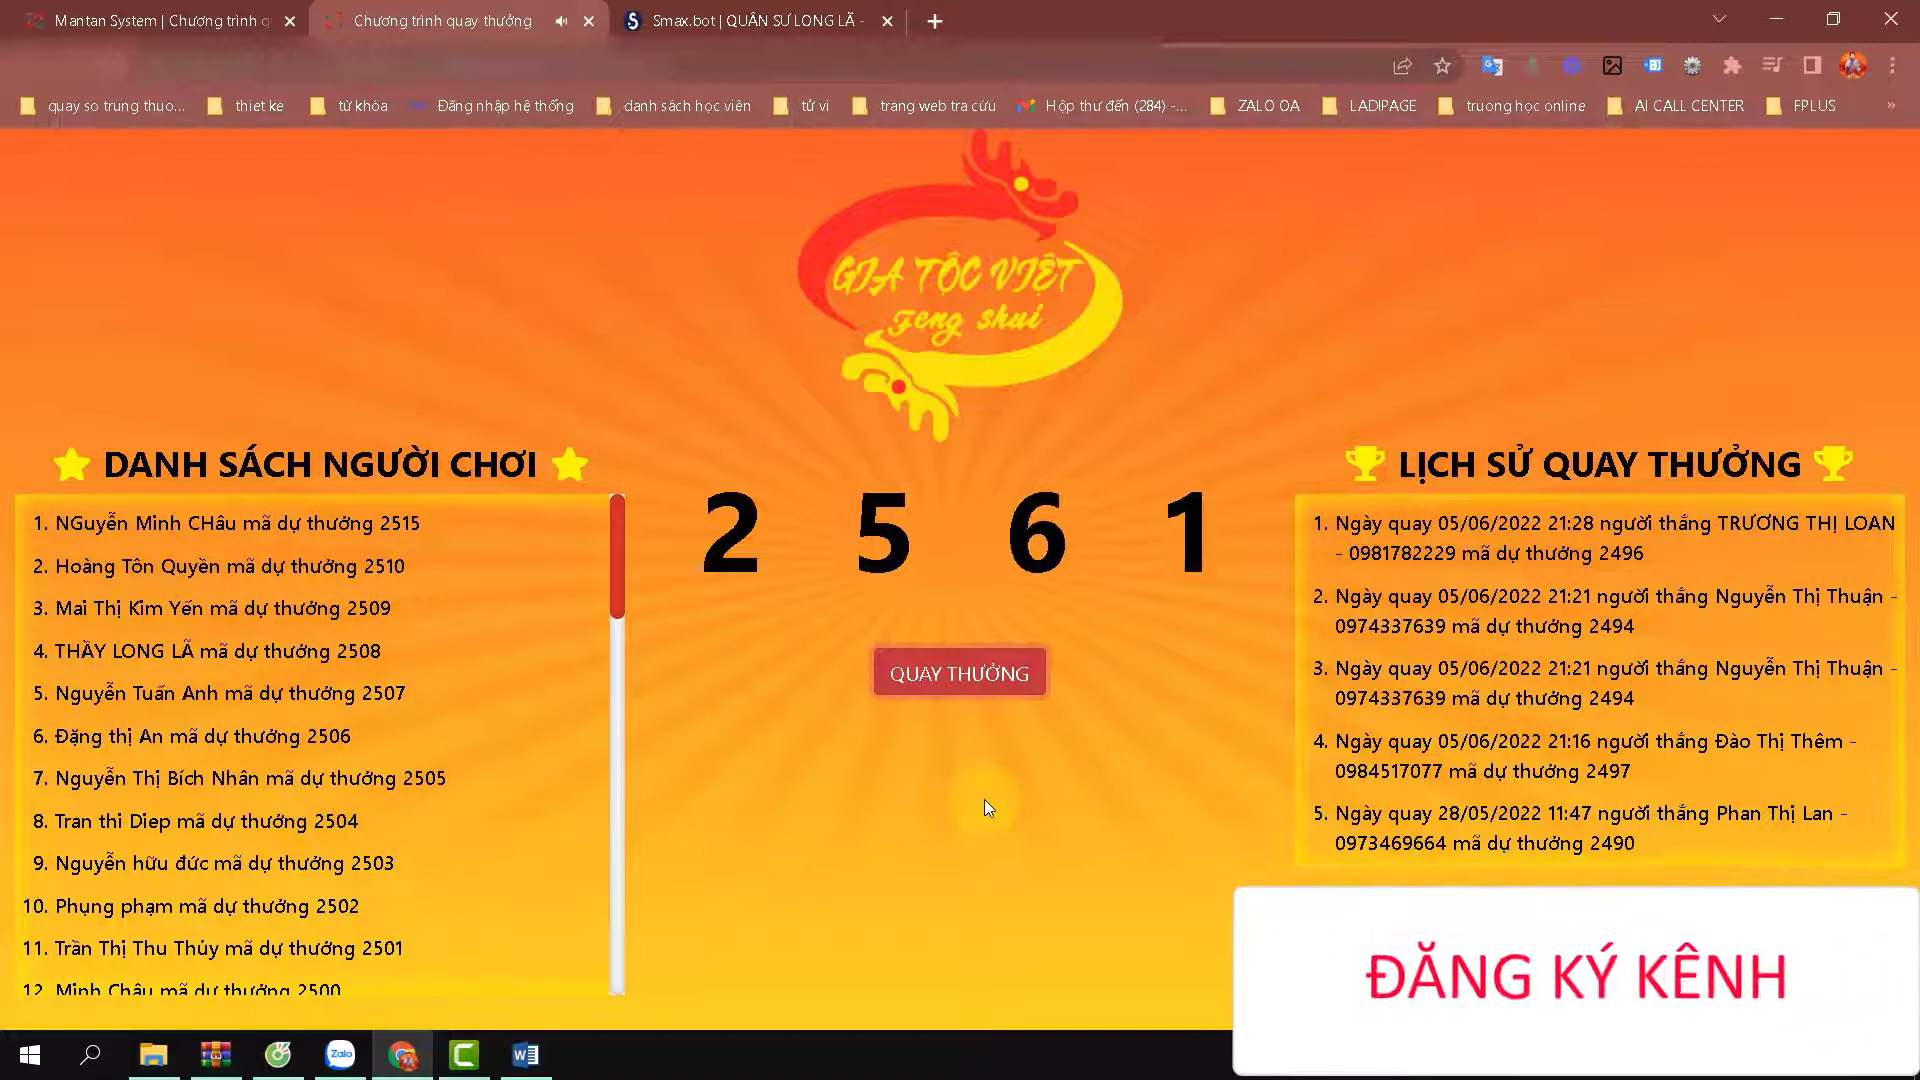 Mantan System | Chương trình q
Chương trình quay thưởng
Smax.bot | QUÂN SƯ LONG LÃ -
quay so trung thuo...
thiet ke
từ khóa
Đăng nhập hệ thống
danh sách học viên
tử vi
trang web tra cứu
Hộp thư đến (284) -...
ZALO OA
LADIPAGE
truong học online
AI CALL CENTER
FPLUS
»
GIA TỘC VIỆT
Feng shui
DANH SÁCH NGƯỜI CHƠI
1. NGuyễn Minh CHâu mã dự thưởng 2515
2. Hoàng Tôn Quyền mã dự thưởng 2510
3. Mai Thị Kim Yến mã dự thưởng 2509
4. THẦY LONG LÃ mã dự thưởng 2508
5. Nguyễn Tuấn Anh mã dự thưởng 2507
6. Đặng thị An mã dự thưởng 2506
7. Nguyễn Thị Bích Nhân mã dự thưởng 2505
8. Tran thi Diep mã dự thưởng 2504
9. Nguyễn hữu đức mã dự thưởng 2503
10. Phụng phạm mã dự thưởng 2502
11. Trần Thị Thu Thủy mã dự thưởng 2501
12. Minh Châu mã dự thưởng 2500
2 5 6 1
QUAY THƯỞNG
LỊCH SỬ QUAY THƯỞNG
1. Ngày quay 05/06/2022 21:28 người thắng TRƯƠNG THỊ LOAN
- 0981782229 mã dự thưởng 2496
2. Ngày quay 05/06/2022 21:21 người thắng Nguyễn Thị Thuận -
0974337639 mã dự thưởng 2494
3. Ngày quay 05/06/2022 21:21 người thắng Nguyễn Thị Thuận -
0974337639 mã dự thưởng 2494
4. Ngày quay 05/06/2022 21:16 người thắng Đào Thị Thêm -
0984517077 mã dự thưởng 2497
5. Ngày quay 28/05/2022 11:47 người thắng Phan Thị Lan -
0973469664 mã dự thưởng 2490
ĐĂNG KÝ KÊNH
Zalo